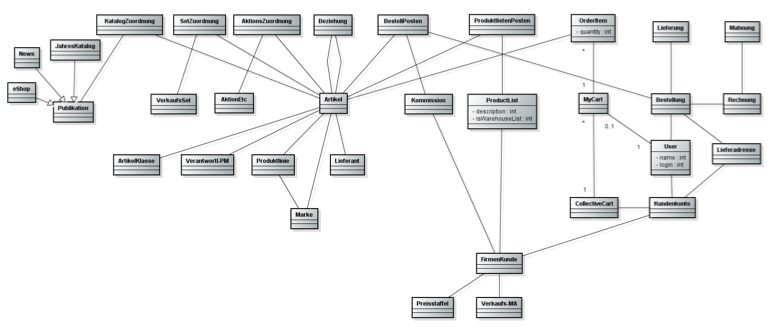 KatalogZuordnung
SetZuordnung
AktionsZuordnung
Beziehung
BestellPosten
ProduktlistenPosten
OrderItem
- quantity : int
Lieferung
Mahnung
News
JahresKatalog
eShop
Publikation
VerkaufsSet
AktionEtc
Artikel
Kommission
ProductList
- description : int
- isWarehouseList : int
*
1
MyCart
*
0..1
1
Bestellung
Rechnung
User
- name : int
- login : int
Lieferadresse
ArtikelKlasse
Verantwortl-PM
Produktlinie
Lieferant
Marke
1
CollectiveCart
Kundenkonto
FirmenKunde
Preisstaffel
Verkaufs-MA